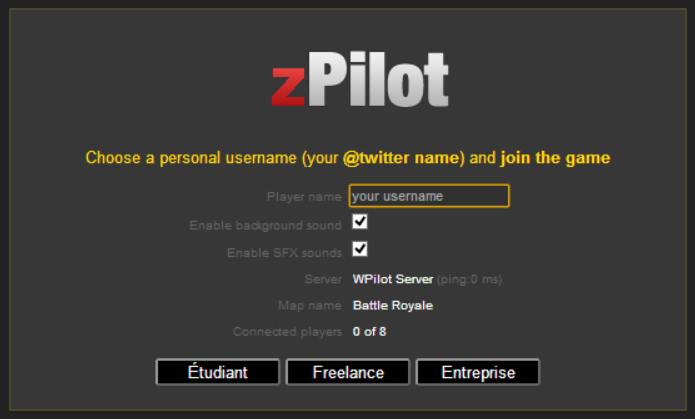 zPilot
Choose a personal username (your @twitter name) and join the game
Player name your username
Enable background sound
Enable SFX sounds
Server WPilot Server (ping:0 ms)
Map name Battle Royale
Connected players 0 of 8
Étudiant Freelance Entreprise